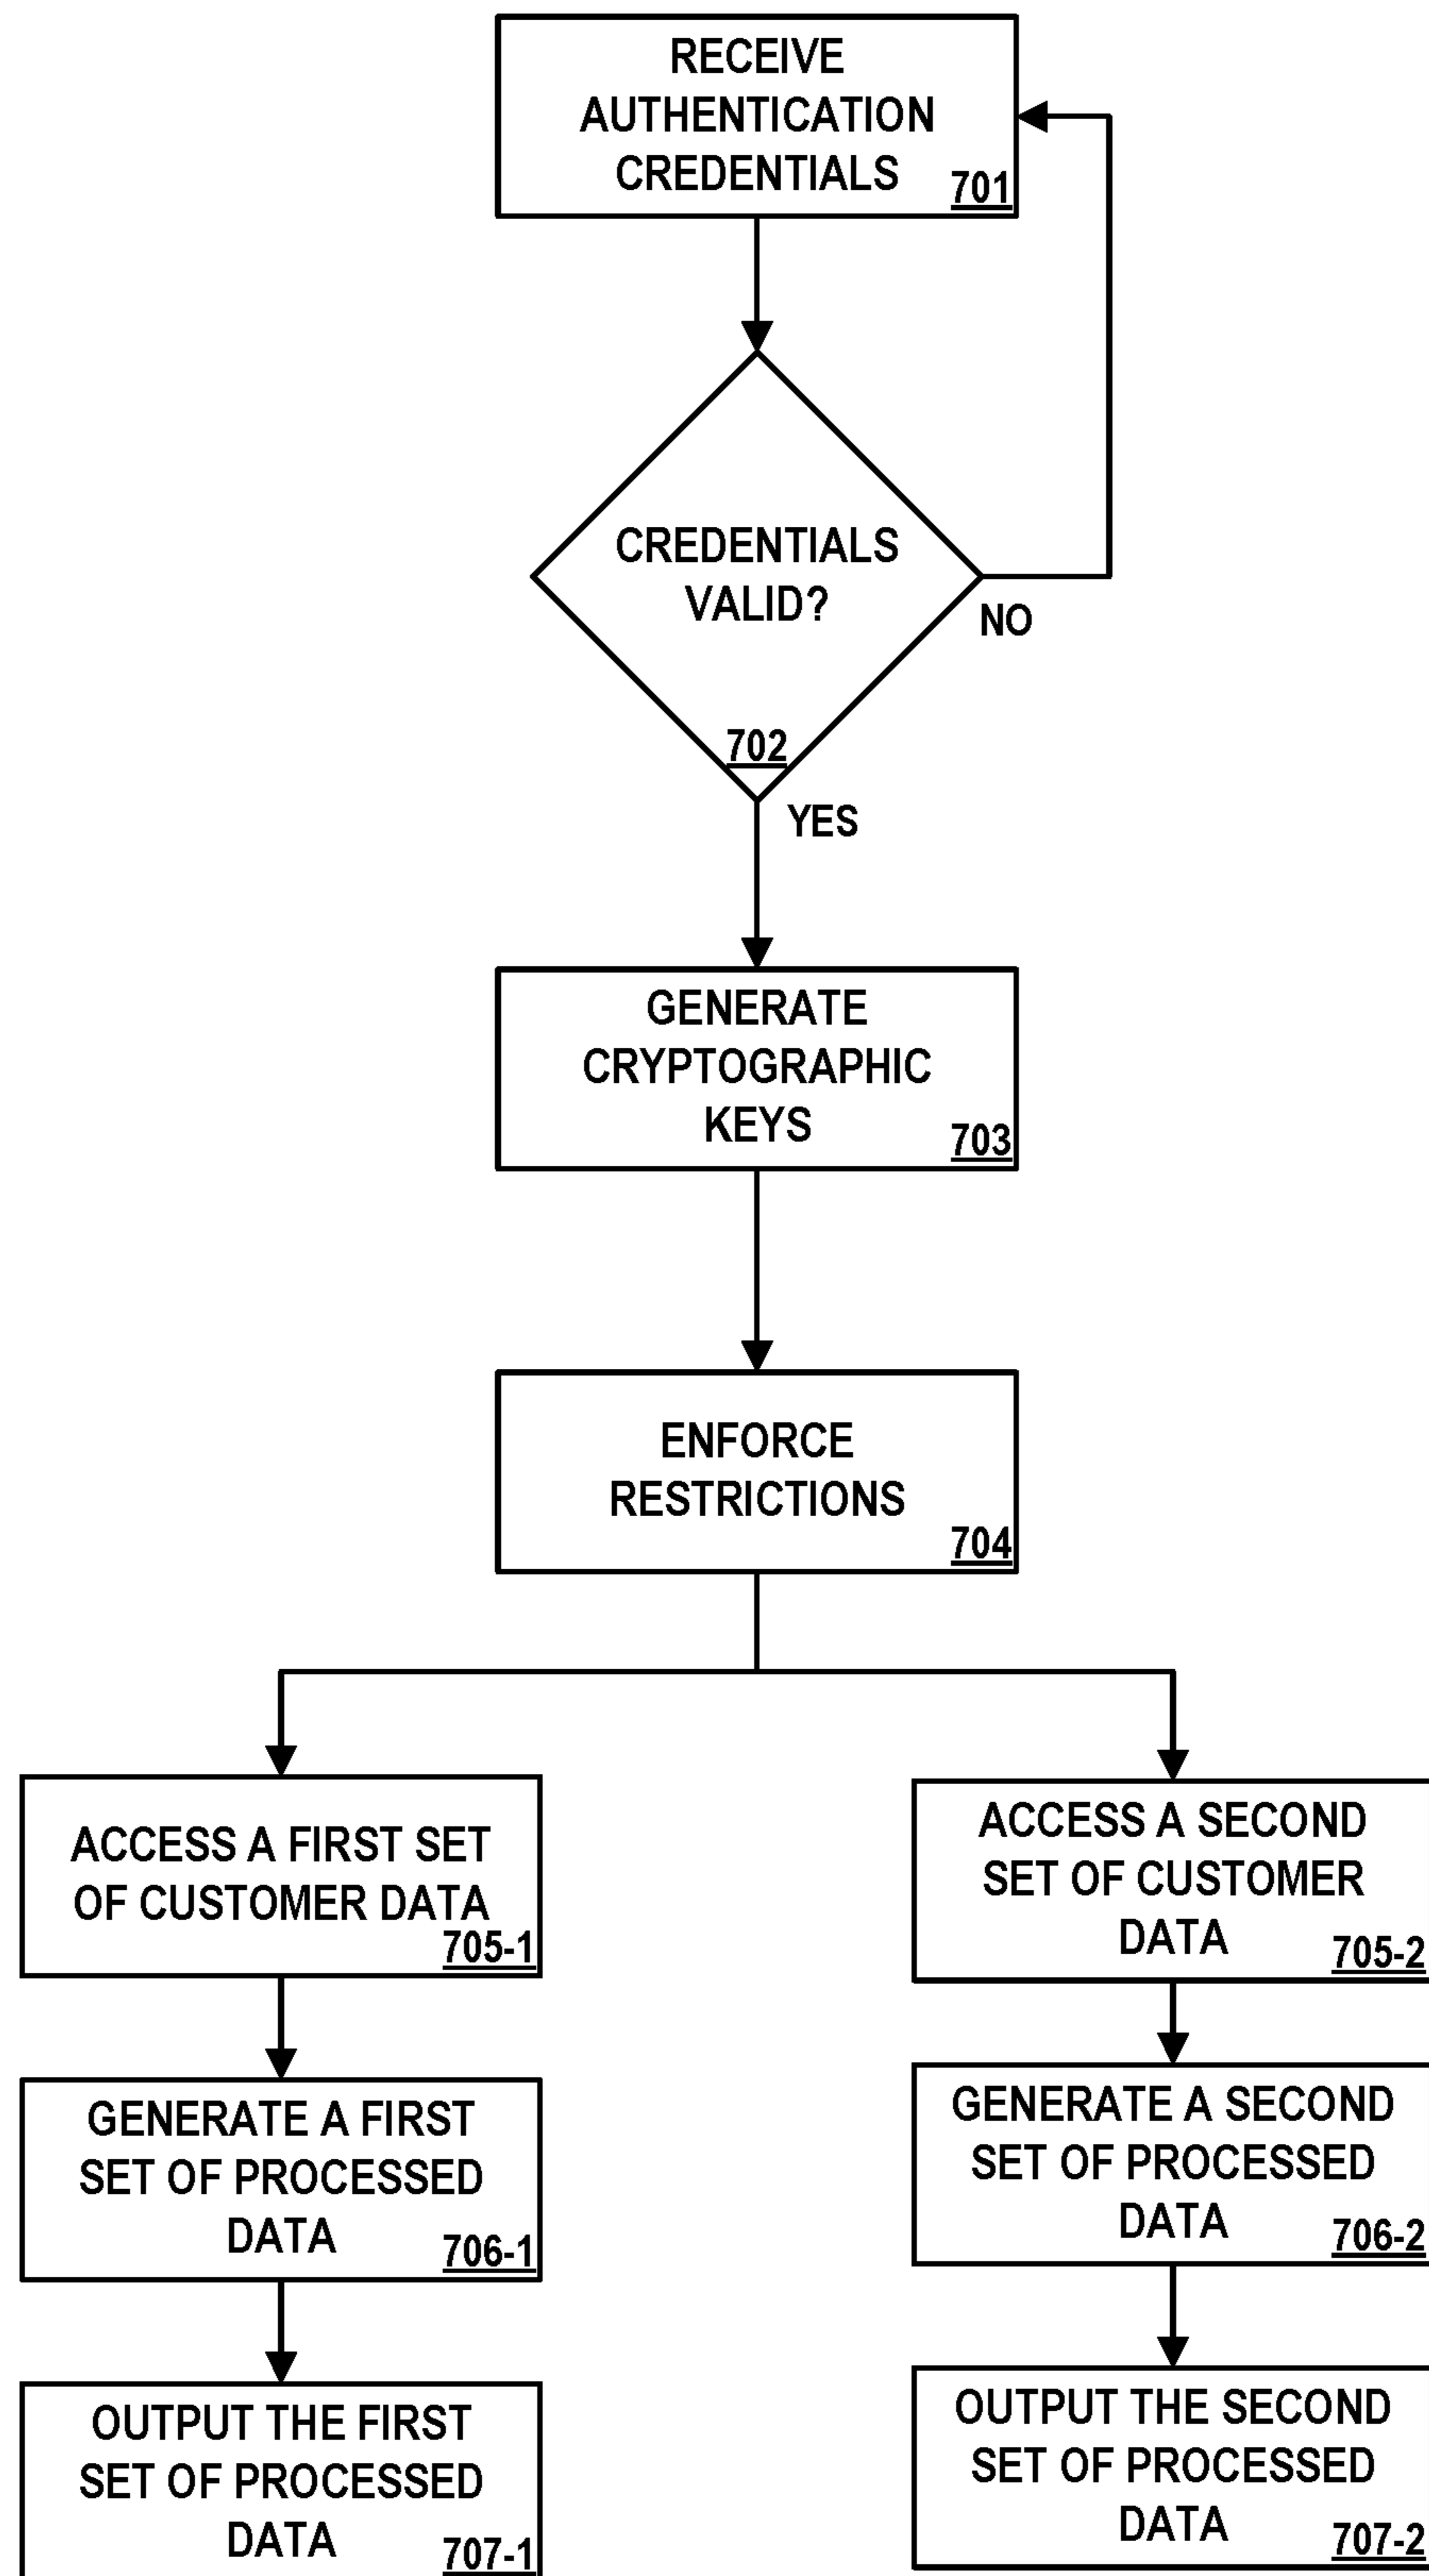 RECEIVE
AUTHENTICATION
CREDENTIALS
701
CREDENTIALS
VALID?
NO
702
YES
GENERATE
CRYPTOGRAPHIC
KEYS
703
ENFORCE
RESTRICTIONS
704
ACCESS A FIRST SET
OF CUSTOMER DATA
705-1
ACCESS A SECOND
SET OF CUSTOMER
DATA
705-2
GENERATE A FIRST
SET OF PROCESSED
DATA
706-1
GENERATE A SECOND
SET OF PROCESSED
DATA
706-2
OUTPUT THE FIRST
SET OF PROCESSED
DATA
707-1
OUTPUT THE SECOND
SET OF PROCESSED
DATA
707-2